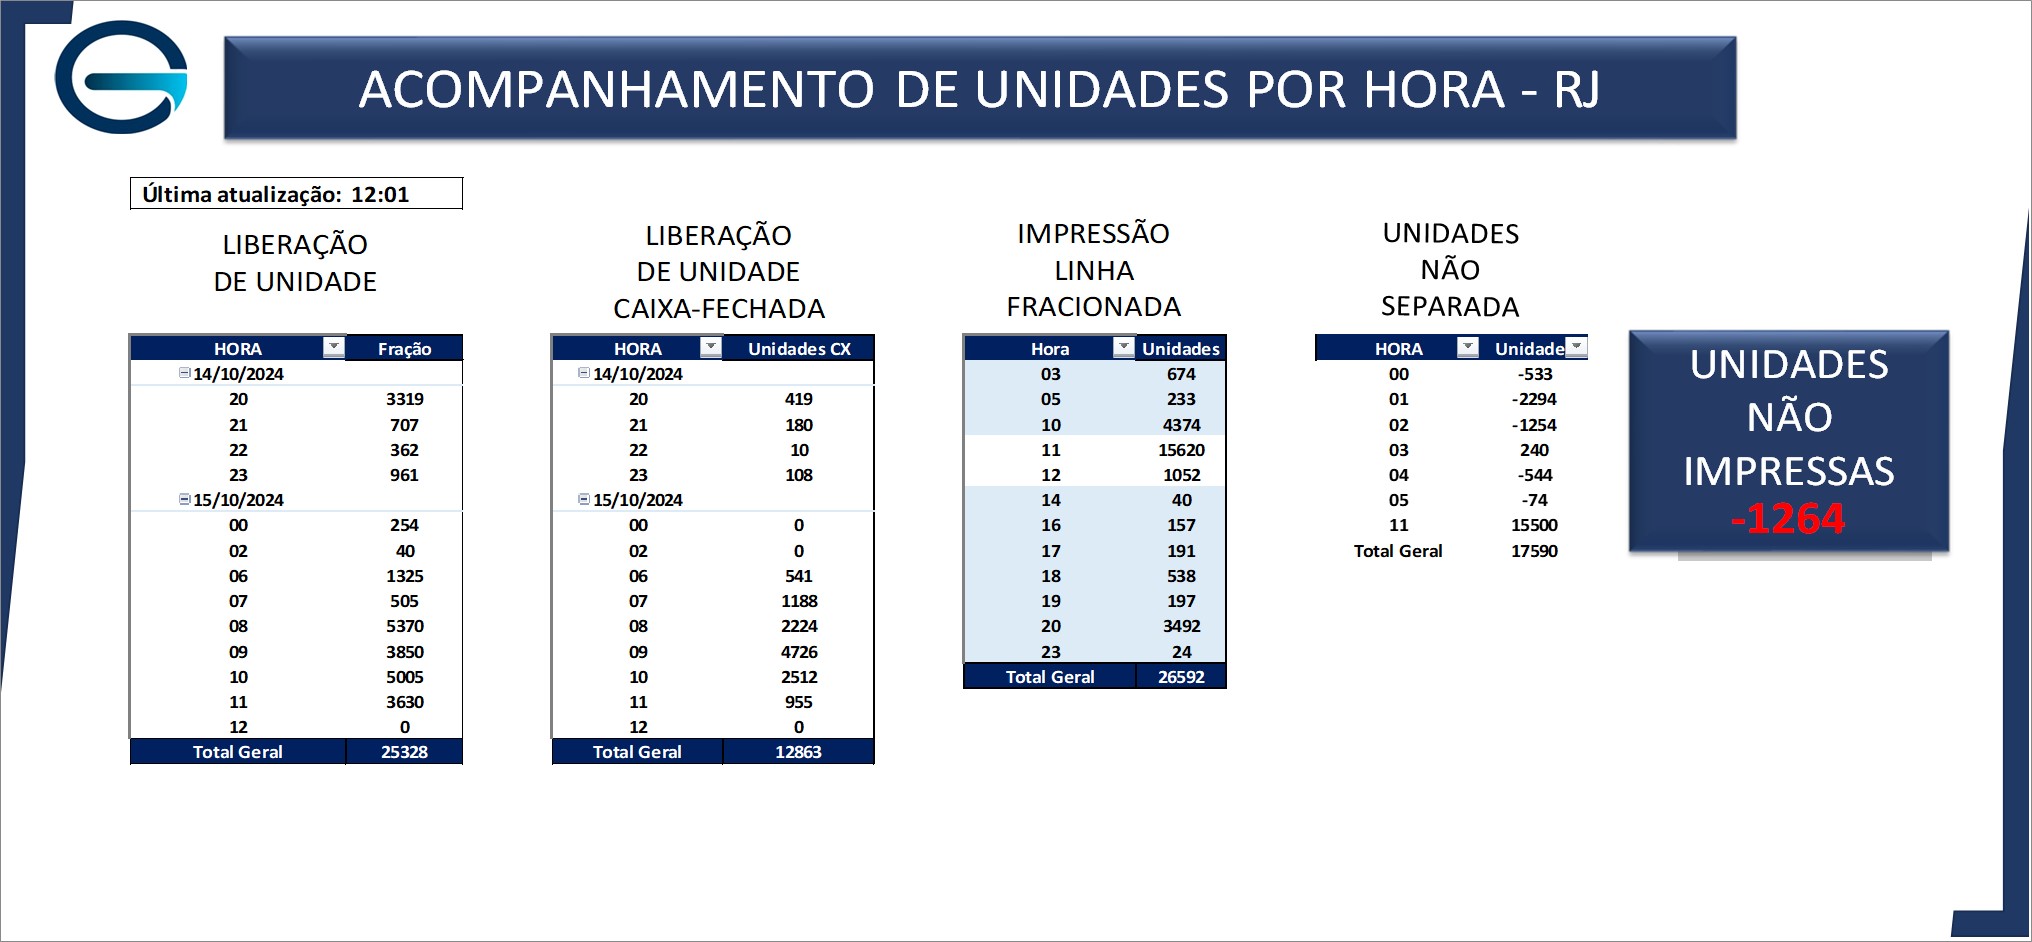 ACOMPANHAMENTO DE UNIDADES POR HORA - RJ
Última atualização: 12:01
LIBERAÇÃO
DE UNIDADE
HORA Fração
14/10/2024
20 3319
21 707
22 362
23 961
15/10/2024
00 254
02 40
06 1325
07 505
08 5370
09 3850
10 5005
11 3630
12 0
Total Geral 25328
LIBERAÇÃO
DE UNIDADE
CAIXA-FECHADA
HORA Unidades CX
14/10/2024
20 419
21 180
22 10
23 108
15/10/2024
00 0
02 0
06 541
07 1188
08 2224
09 4726
10 2512
11 955
12 0
Total Geral 12863
IMPRESSÃO
LINHA
FRACIONADA
Hora Unidades
03 674
05 233
10 4374
11 15620
12 1052
14 40
16 157
17 191
18 538
19 197
20 3492
23 24
Total Geral 26592
UNIDADES
NÃO
SEPARADA
HORA Unidade
00 -533
01 -2294
02 -1254
03 240
04 -544
05 -74
11 15500
Total Geral 17590
UNIDADES
NÃO
IMPRESSAS
-1264